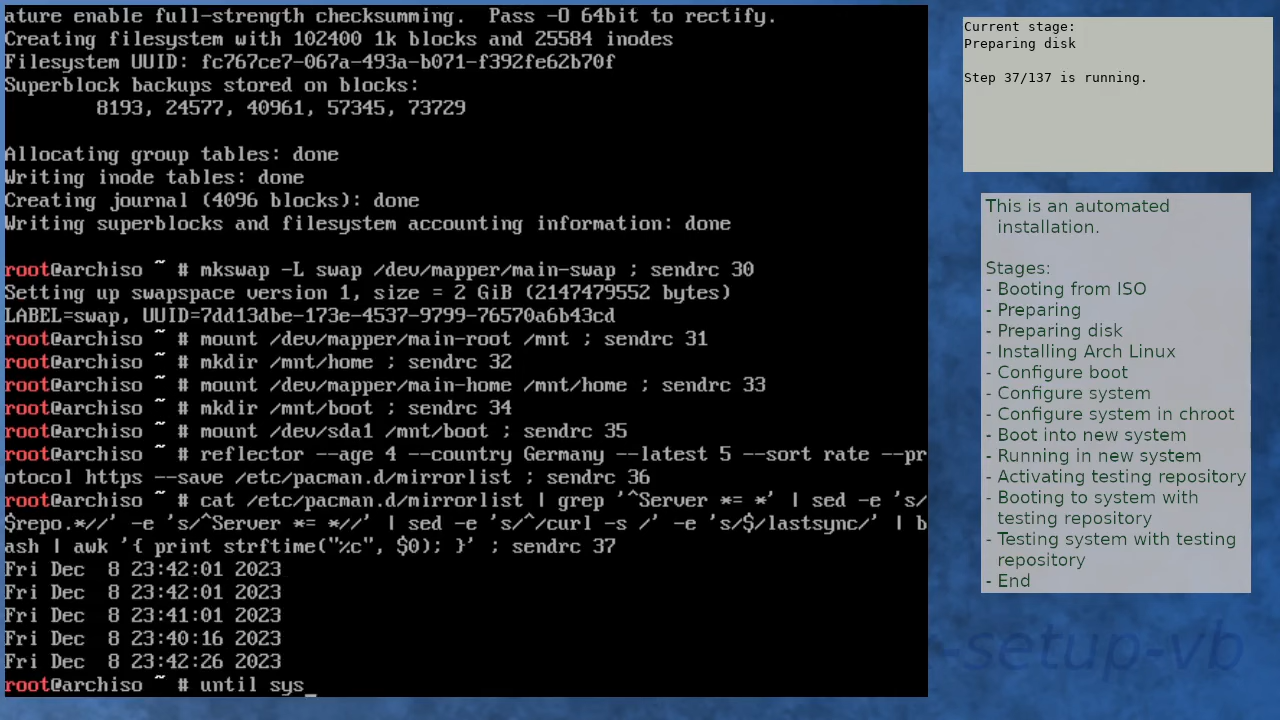 ature enable full-strength checksumming.  Pass -O 64bit to rectify.
Creating filesystem with 102400 1k blocks and 25584 inodes
Filesystem UUID: fc767ce7-067a-493a-b071-f392fe62b70f
Superblock backups stored on blocks:
        8193, 24577, 40961, 57345, 73729
Allocating group tables: done
Writing inode tables: done
Creating journal (4096 blocks): done
Writing superblocks and filesystem accounting information: done
root@archiso ~ # mkswap -L swap /dev/mapper/main-swap ; sendrc 30
Setting up swapspace version 1, size = 2 GiB (2147479552 bytes)
LABEL=swap, UUID=7dd13dbe-173e-4537-9799-76570a6b43cd
root@archiso ~ # mount /dev/mapper/main-root /mnt ; sendrc 31
root@archiso ~ # mkdir /mnt/home ; sendrc 32
root@archiso ~ # mount /dev/mapper/main-home /mnt/home ; sendrc 33
root@archiso ~ # mkdir /mnt/boot ; sendrc 34
root@archiso ~ # mount /dev/sda1 /mnt/boot ; sendrc 35
root@archiso ~ # reflector --age 4 --country Germany --latest 5 --sort rate --pr
otocol https --save /etc/pacman.d/mirrorlist ; sendrc 36
root@archiso ~ # cat /etc/pacman.d/mirrorlist | grep '^Server *= *' | sed -e 's/
$repo.*//' -e 's/^Server *= *//' | sed -e 's/^/curl -s /' -e 's/$/lastsync/' | b
ash | awk '{ print strftime("%c", $0); }' ; sendrc 37
Fri Dec  8 23:42:01 2023
Fri Dec  8 23:42:01 2023
Fri Dec  8 23:41:01 2023
Fri Dec  8 23:40:16 2023
Fri Dec  8 23:42:26 2023
root@archiso ~ # until sys_
Current stage:
Preparing disk
Step 37/137 is running.
This is an automated
installation.
Stages:
- Booting from ISO
- Preparing
- Preparing disk
- Installing Arch Linux
- Configure boot
- Configure system
- Configure system in chroot
- Boot into new system
- Running in new system
- Activating testing repository
- Booting to system with
testing repository
- Testing system with testing
repository
- End
-setup-vb